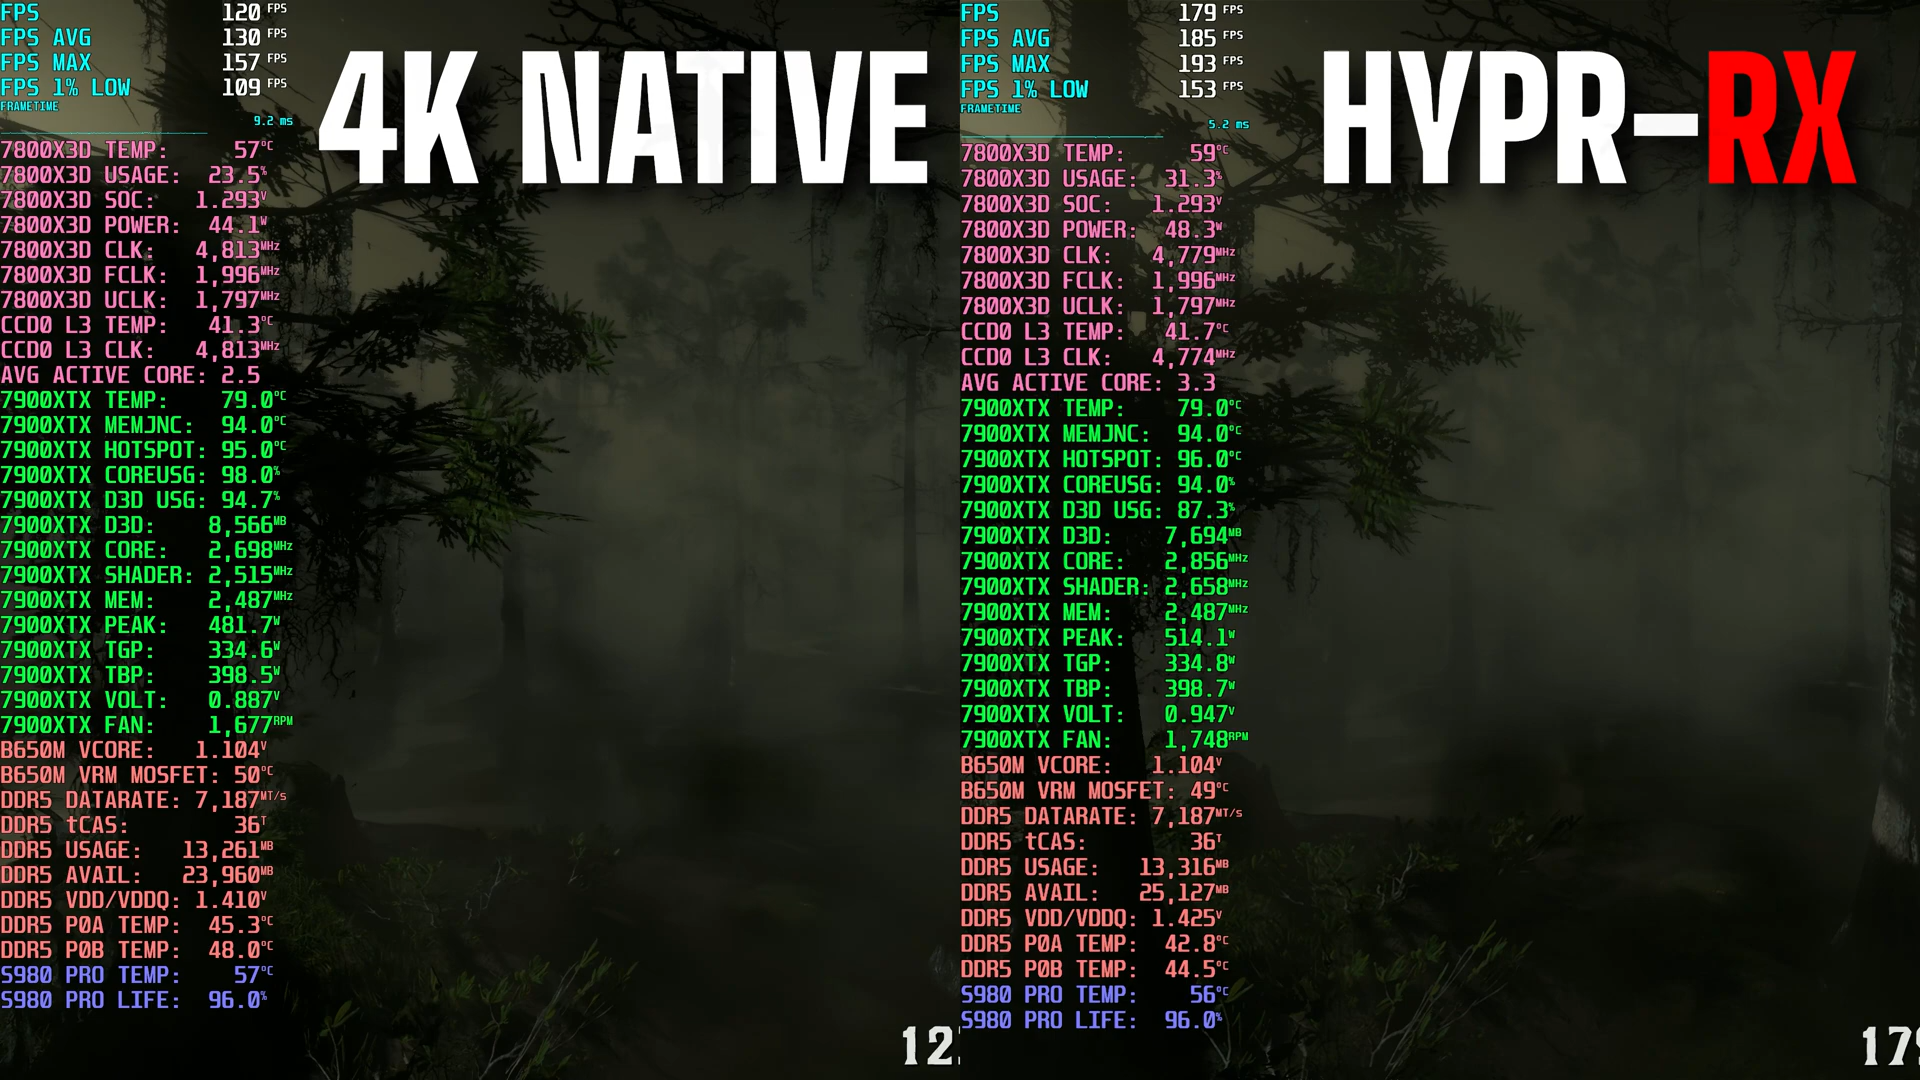 FPS 120 FPS
FPS AVG 130 FPS
FPS MAX 157 FPS
FPS 1% LOW 109 FPS
FRAMETIME
9.2 ms
4K NATIVE
7800X3D TEMP: 57°C
7800X3D USAGE: 23.5%
7800X3D SOC: 1.293V
7800X3D POWER: 44.1W
7800X3D CLK: 4,813MHz
7800X3D FCLK: 1,996MHz
7800X3D UCLK: 1,797MHz
CCD0 L3 TEMP: 41.3°C
CCD0 L3 CLK: 4,813MHz
AVG ACTIVE CORE: 2.5
7900XTX TEMP: 79.0°C
7900XTX MEMJNC: 94.0°C
7900XTX HOTSPOT: 95.0°C
7900XTX COREUSG: 98.0%
7900XTX D3D USG: 94.7%
7900XTX D3D: 8,566MB
7900XTX CORE: 2,698MHz
7900XTX SHADER: 2,515MHz
7900XTX MEM: 2,487MHz
7900XTX PEAK: 481.7W
7900XTX TGP: 334.6W
7900XTX TBP: 398.5W
7900XTX VOLT: 0.887V
7900XTX FAN: 1,677RPM
B650M VCORE: 1.104V
B650M VRM MOSFET: 50°C
DDR5 DATARATE: 7,187MT/s
DDR5 tCAS: 36T
DDR5 USAGE: 13,261MB
DDR5 AVAIL: 23,960MB
DDR5 VDD/VDDQ: 1.410V
DDR5 P0A TEMP: 45.3°C
DDR5 P0B TEMP: 48.0°C
S980 PRO TEMP: 57°C
S980 PRO LIFE: 96.0%
FPS 179 FPS
FPS AVG 185 FPS
FPS MAX 193 FPS
FPS 1% LOW 153 FPS
FRAMETIME
5.2 ms
HYPR-RX
7800X3D TEMP: 59°C
7800X3D USAGE: 31.3%
7800X3D SOC: 1.293V
7800X3D POWER: 48.3W
7800X3D CLK: 4,779MHz
7800X3D FCLK: 1,996MHz
7800X3D UCLK: 1,797MHz
CCD0 L3 TEMP: 41.7°C
CCD0 L3 CLK: 4,774MHz
AVG ACTIVE CORE: 3.3
7900XTX TEMP: 79.0°C
7900XTX MEMJNC: 94.0°C
7900XTX HOTSPOT: 96.0°C
7900XTX COREUSG: 94.0%
7900XTX D3D USG: 87.3%
7900XTX D3D: 7,694MB
7900XTX CORE: 2,856MHz
7900XTX SHADER: 2,658MHz
7900XTX MEM: 2,487MHz
7900XTX PEAK: 514.1W
7900XTX TGP: 334.8W
7900XTX TBP: 398.7W
7900XTX VOLT: 0.947V
7900XTX FAN: 1,748RPM
B650M VCORE: 1.104V
B650M VRM MOSFET: 49°C
DDR5 DATARATE: 7,187MT/s
DDR5 tCAS: 36T
DDR5 USAGE: 13,316MB
DDR5 AVAIL: 25,127MB
DDR5 VDD/VDDQ: 1.425V
DDR5 P0A TEMP: 42.8°C
DDR5 P0B TEMP: 44.5°C
S980 PRO TEMP: 56°C
S980 PRO LIFE: 96.0%